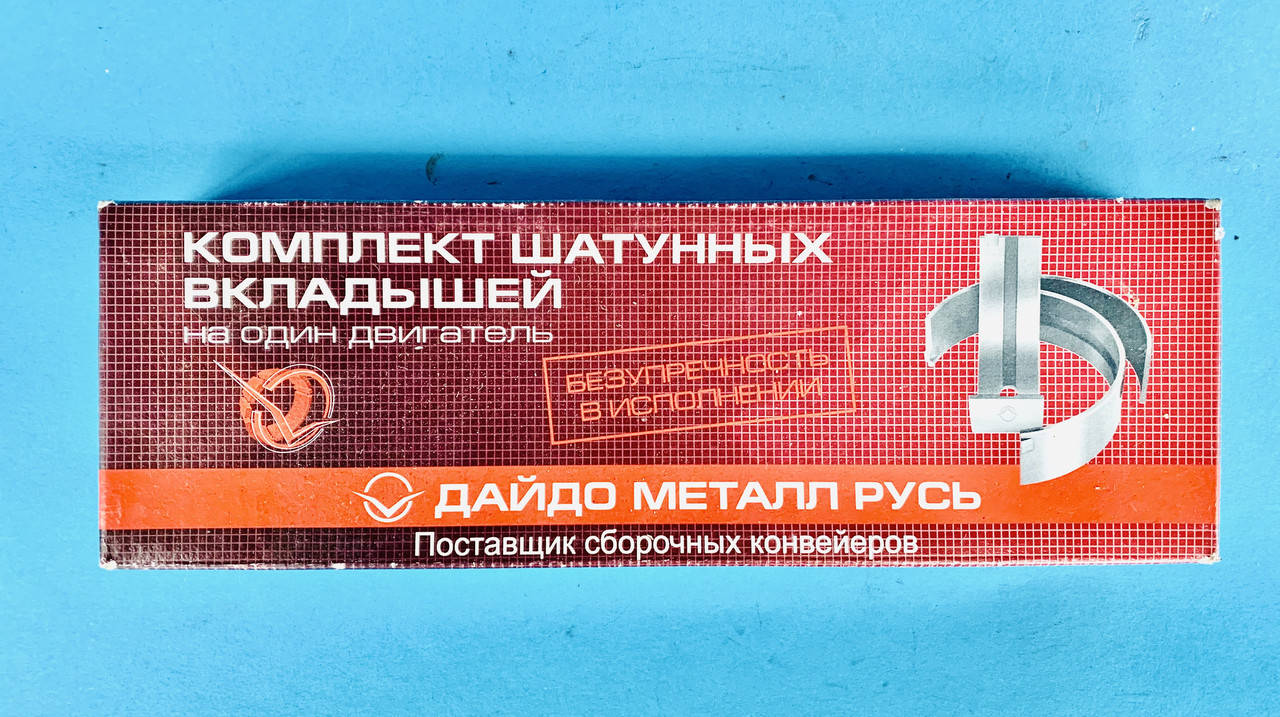 КОМПЛЕКТ ШАТУННЫХ
ВКЛАДЫШЕЙ
на один двигатель
БЕЗУПРЕЧНОСТЬ
В ИСПОЛНЕНИИ
ДАЙДО МЕТАЛЛ РУСЬ
Поставщик сборочных конвейеров